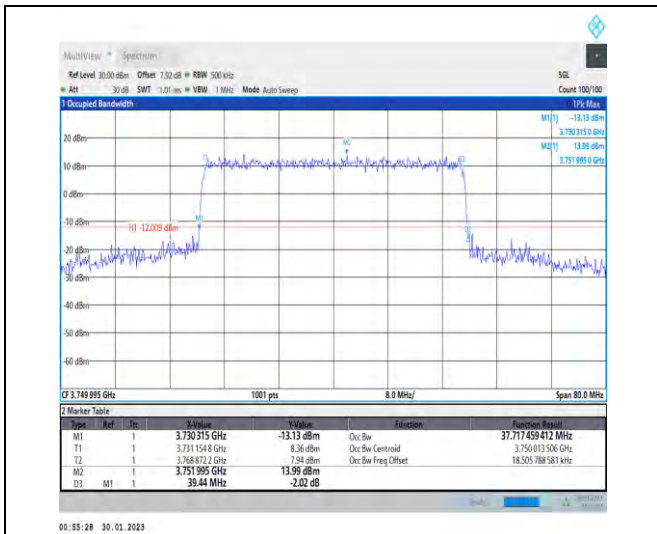 MultiView Spectrum
Ref Level 30.00 dBm Offset 7.92 dB RBW 500 kHz SGL
Att 30 dB SWT 1.01 ms VBW 1 MHz Mode Auto Sweep Count 100/100
1 Occupied Bandwidth 1Pk Max
M1[1] -13.13 dBm
3.730 315 0 GHz
M2[1] 13.99 dBm
3.751 995 0 GHz
20 dBm
M2
10 dBm
0 dBm
-10 dBm
H1 -12.009 dBm
-20 dBm
-40 dBm
-50 dBm
-60 dBm
CF 3.749 995 GHz 1001 pts 8.0 MHz/ Span 80.0 MHz
2 Marker Table
Type Ref Trc X-Value Y-Value Function Function Result
M1 1 3.730 315 GHz -13.13 dBm Occ Bw 37.717 459 412 MHz
T1 1 3.731 154 8 GHz 8.36 dBm Occ Bw Centroid 3.750 013 506 GHz
T2 1 3.768 872 2 GHz 7.94 dBm Occ Bw Freq Offset 18.505 788 581 kHz
M2 1 3.751 995 GHz 13.99 dBm
D3 M1 1 39.44 MHz -2.02 dB
00:55:28 30.01.2023